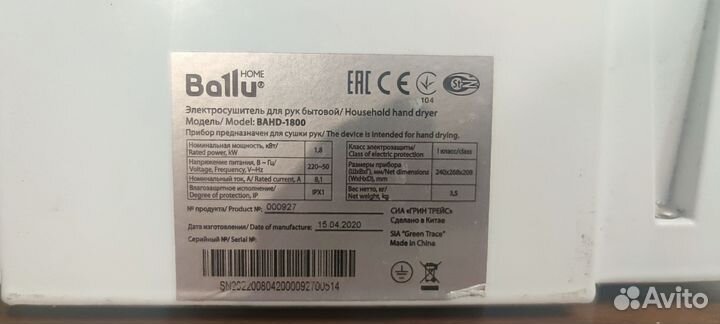 Ballu® HOME
EAC CE
104
Электросушитель для рук бытовой/ Household hand dryer
Модель/ Model: BAHD-1800
Прибор предназначен для сушки рук/ The device is intended for hand drying.
Номинальная мощность, кВт/
Rated power, kW
1,8
Напряжение питания, В ~ Гц/
Voltage, Frequency, V~Hz
220~50
Номинальный ток, А/ Rated current, A
8,1
Влагозащитное исполнение/
Degree of protection, IP
IPX1
Класс электрозащиты/
Class of electric protection
I класс/class
Размеры прибора
(ШхВхГ), мм/Net dimensions
(WxHxD), mm
240x268x209
Вес нетто, кг/
Net weight, kg
3,5
№ продукта/ Product №: 000927
Дата изготовления/ Date of manufacture: 15.04.2020
Серийный №/ Serial №:
SN2022008042000092700514
СИА «ГРИН ТРЕЙС»
Сделано в Китае
SIA "Green Trace"
Made in China
Avito